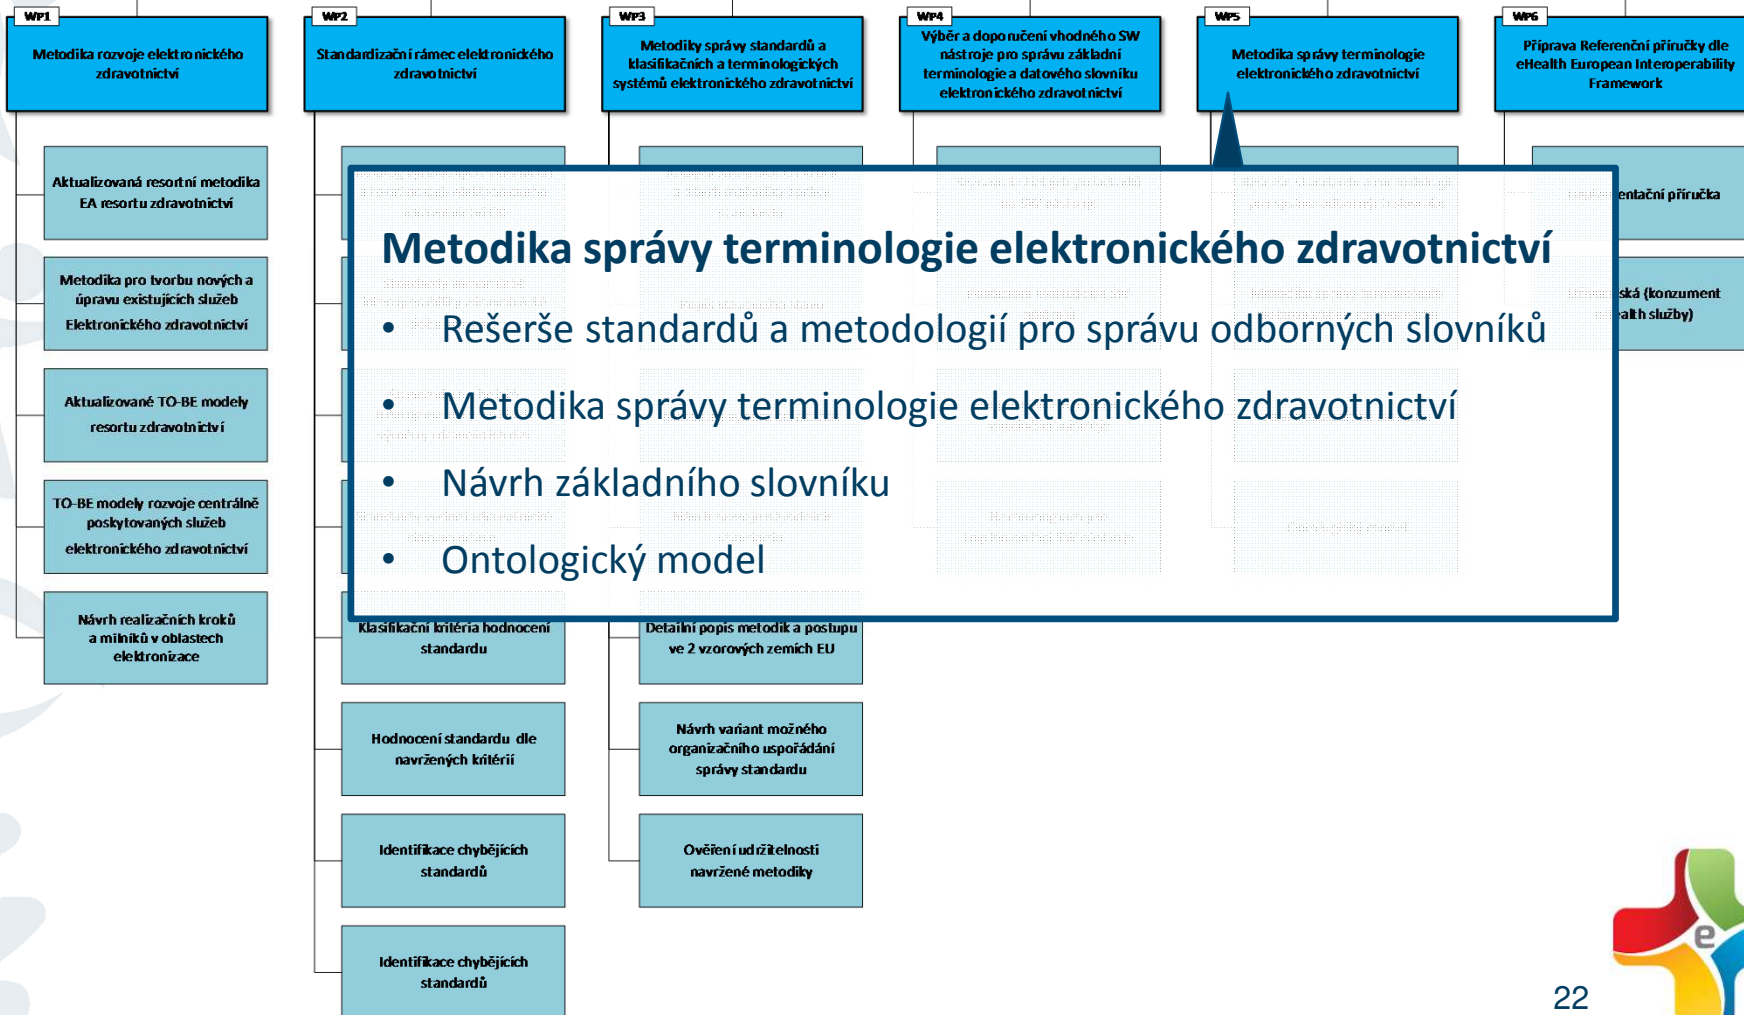 WP1
Metodika rozvoje elektronického
zdravotnictví
WP2
Standardizační rámec elektronického
zdravotnictví
WP3
Metodiky správy standardů a
klasifikačních a terminologických
systémů elektronického zdravotnictví
WP4
Výběr a doporučení vhodného SW
nástroje pro správu základní
terminologie a datového slovníku
elektronického zdravotnictví
WP5
Metodika správy terminologie
elektronického zdravotnictví
WP6
Příprava Referenční příručky dle
eHealth European Interoperability
Framework
Aktualizovaná resortní metodika
EA resortu zdravotnictví
Metodika pro tvorbu nových a
úpravu existujících služeb
Elektronického zdravotnictví
Aktualizované TO-BE modely
resortu zdravotnictví
TO-BE modely rozvoje centrálně
poskytovaných služeb
elektronického zdravotnictví
Návrh realizačních kroků
a milníků v oblastech
elektronizace
Metodika správy terminologie elektronického zdravotnictví
• Rešerše standardů a metodologií pro správu odborných slovníků
• Metodika správy terminologie elektronického zdravotnictví
• Návrh základního slovníku
• Ontologický model
příručka
(konzument
služby)
Klasifikační kritéria hodnocení
standardu
Hodnocení standardu dle
navržených kritérií
Identifikace chybějících
standardů
Identifikace chybějících
standardů
Detailní popis metodik a postupu
ve 2 vzorových zemích EU
Návrh variant možného
organizačního uspořádání
správy standardu
Ověření udržitelnosti
navržené metodiky
e
22